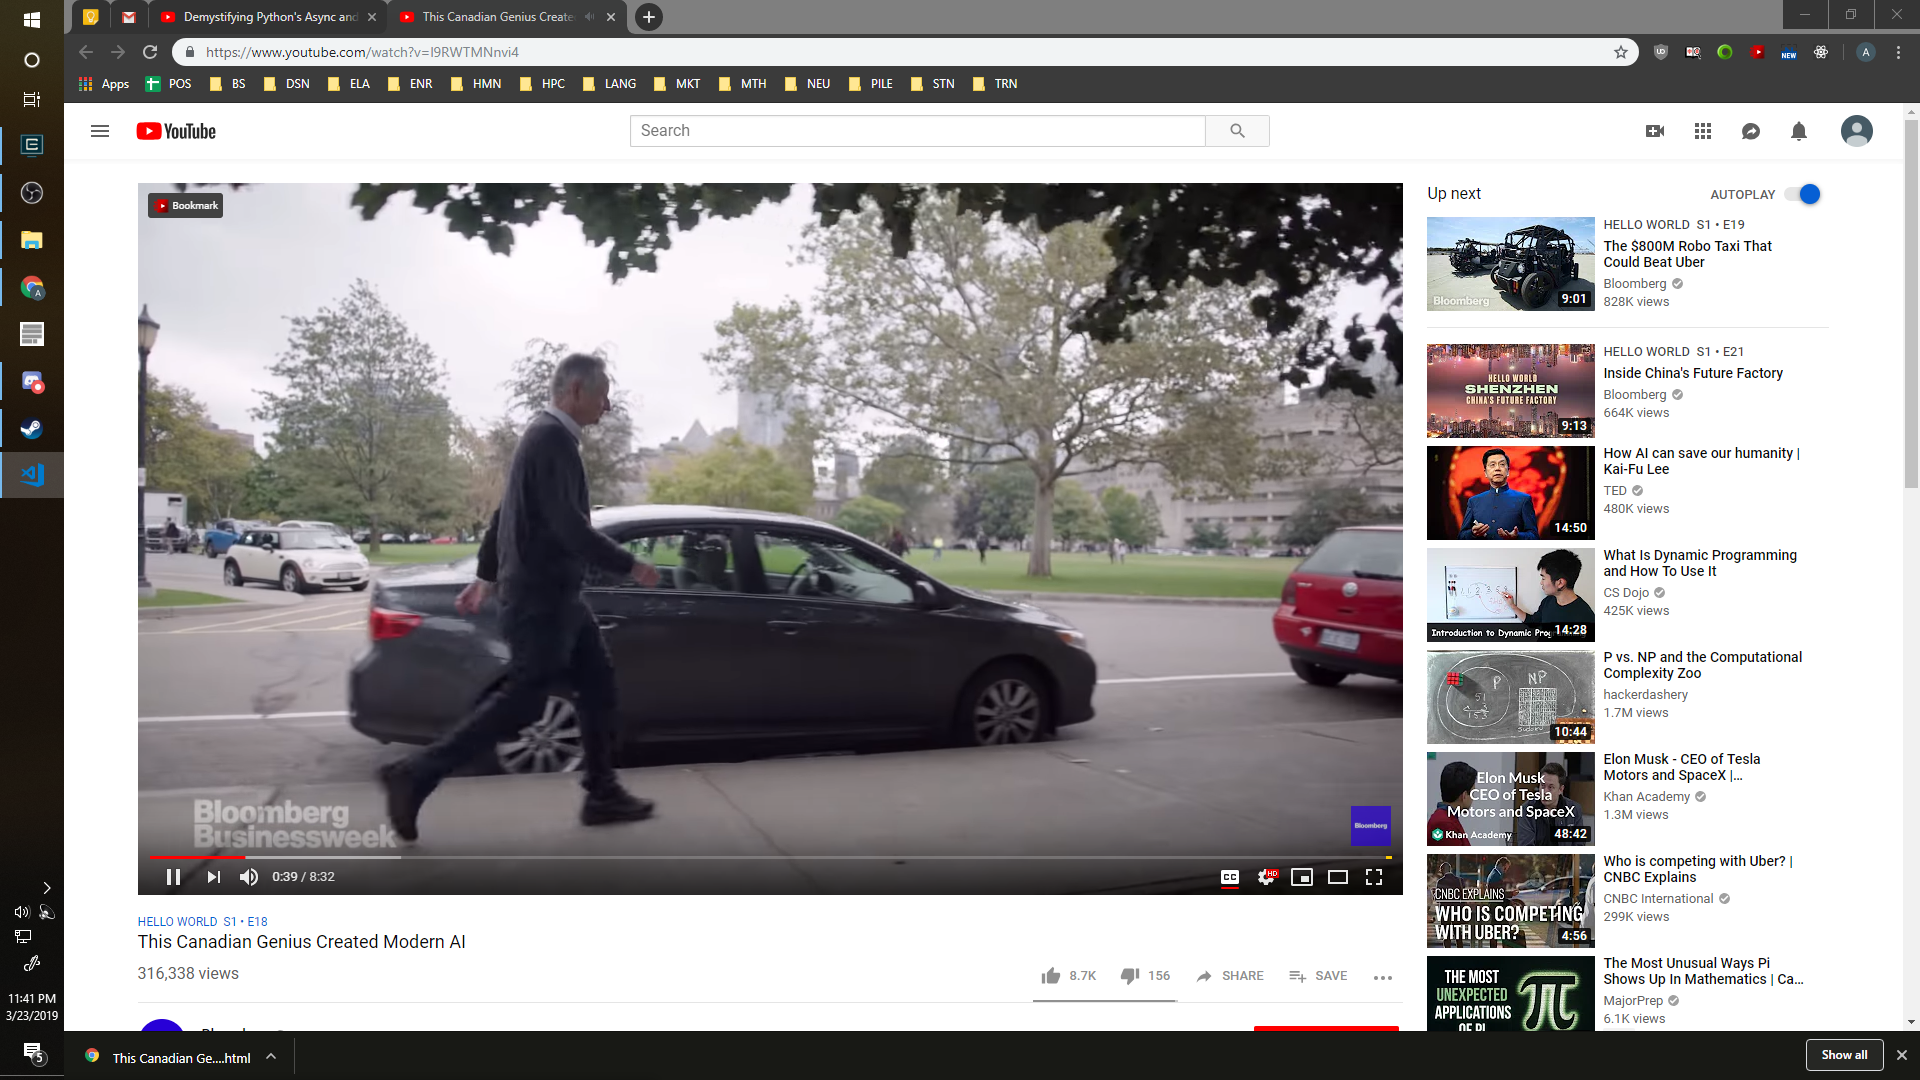 Demystifying Python's Async and
This Canadian Genius Create
https://www.youtube.com/watch?v=l9RWTMNnvi4
Apps
POS
BS
DSN
ELA
ENR
HMN
HPC
LANG
MKT
MTH
NEU
PILE
STN
TRN
NEW
A
YouTube
Search
Bookmark
Bloomberg
Businessweek
Bloomberg
0:39 / 8:32
CC
HD
HELLO WORLD S1 • E18
This Canadian Genius Created Modern AI
316,338 views
8.7K
156
SHARE
SAVE
Up next
AUTOPLAY
Bloomberg
9:01
HELLO WORLD S1 • E19
The $800M Robo Taxi That
Could Beat Uber
Bloomberg
828K views
HELLO WORLD
SHENZHEN
CHINA'S FUTURE FACTORY
9:13
HELLO WORLD S1 • E21
Inside China's Future Factory
Bloomberg
664K views
14:50
How AI can save our humanity |
Kai-Fu Lee
TED
480K views
Introduction to Dynamic Pro
14:28
What Is Dynamic Programming
and How To Use It
CS Dojo
425K views
P
NP
51
153
Sudoku
10:44
P vs. NP and the Computational
Complexity Zoo
hackerdashery
1.7M views
Elon Musk
CEO of Tesla
Motors and SpaceX
Khan Academy
48:42
Elon Musk - CEO of Tesla
Motors and SpaceX |...
Khan Academy
1.3M views
CNBC EXPLAINS
WHO IS COMPETING
WITH UBER?
4:56
Who is competing with Uber? |
CNBC Explains
CNBC International
299K views
THE MOST
UNEXPECTED
APPLICATIONS
OF PI
π
The Most Unusual Ways Pi
Shows Up In Mathematics | Ca...
MajorPrep
6.1K views
11:41 PM
3/23/2019
5
This Canadian Ge....html
Show all